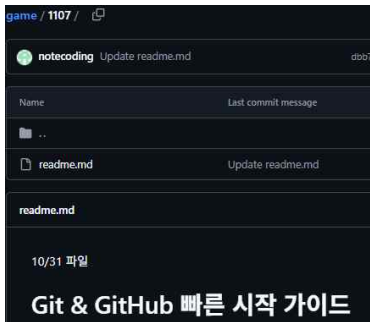 game / 1107 /
notecoding Update readme.md
Name Last commit message
..
readme.md Update readme.md
readme.md
10/31 파일
Git & GitHub 빠른 시작 가이드